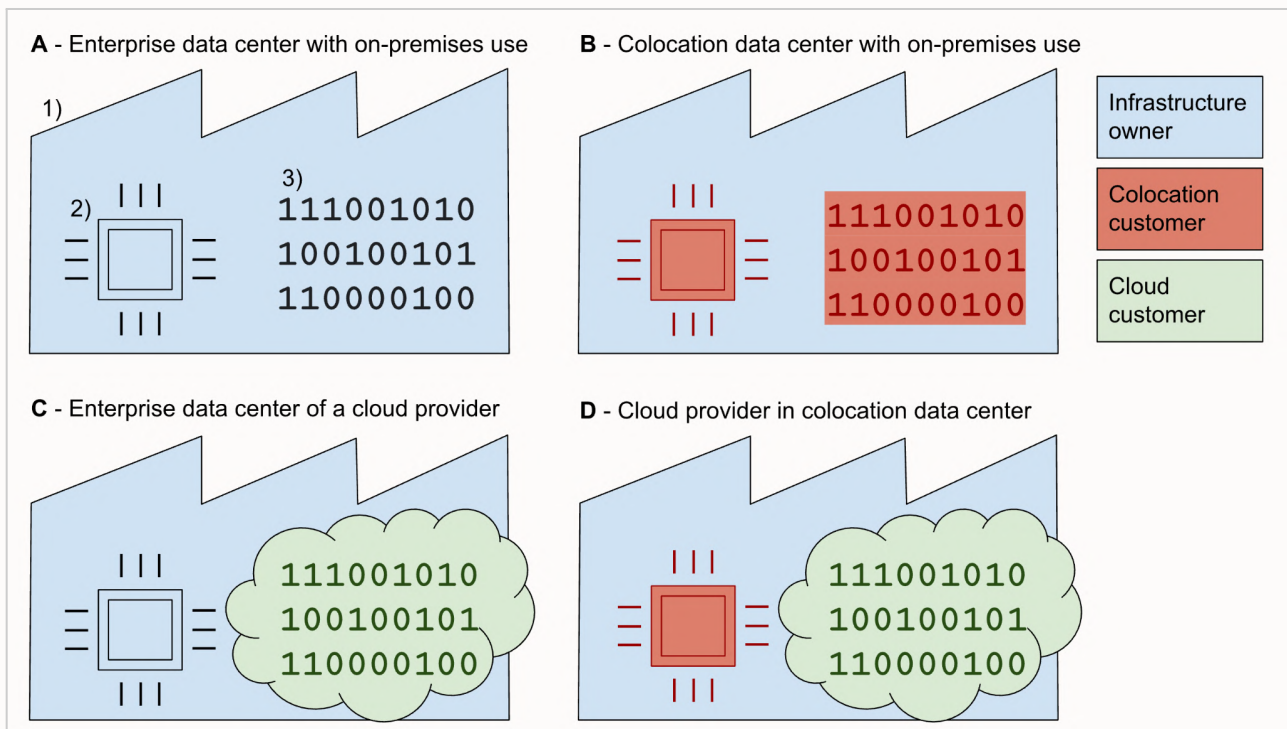 A - Enterprise data center with on-premises use
1)
2)
3)
111001010
100100101
110000100
B - Colocation data center with on-premises use
111001010
100100101
110000100
Infrastructure
owner
Colocation
customer
Cloud
customer
C - Enterprise data center of a cloud provider
111001010
100100101
110000100
D - Cloud provider in colocation data center
111001010
100100101
110000100